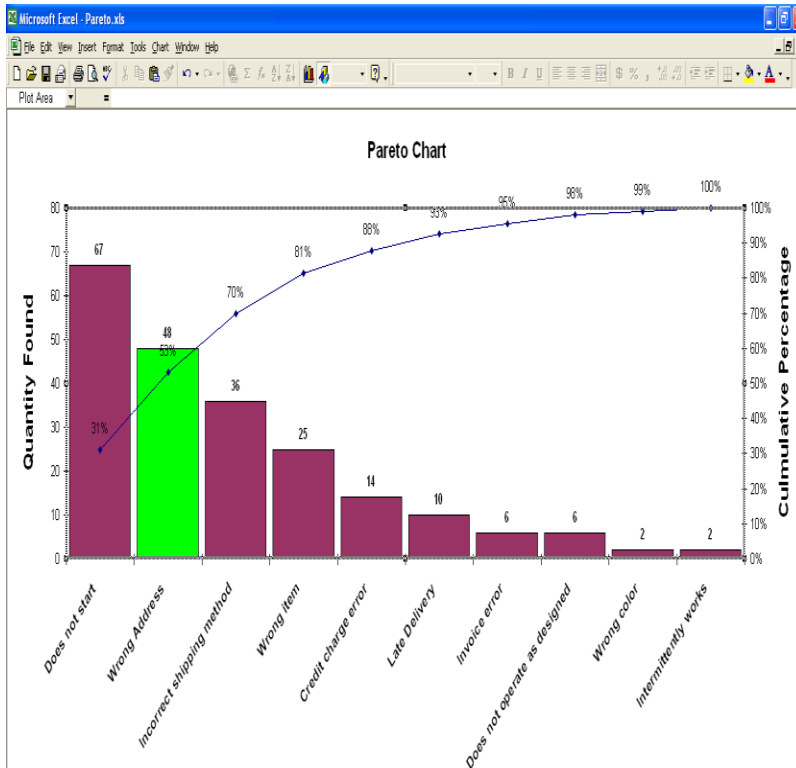 Microsoft Excel - Pareto.xls
File Edit View Insert Format Tools Chart Window Help
B I U $ % ,
Plot Area =
Pareto Chart
80 100%
70 90%
60 80%
50 70%
40 60%
30 50%
20 40%
10 30%
0 20%
10%
0%
Quantity Found
Culmulative Percentage
67 48 36 25 14 10 6 6 2 2
31% 53% 70% 81% 88% 93% 95% 98% 99% 100%
Does not start
Wrong Address
Incorrect shipping method
Wrong item
Credit charge error
Late Delivery
Invoice error
Does not operate as designed
Wrong color
Intermittently works